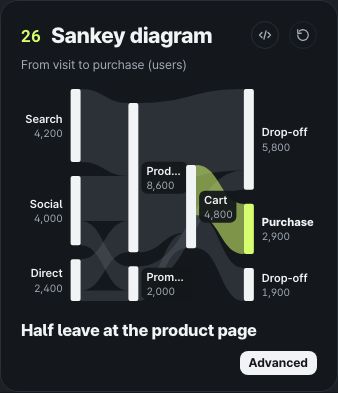 26 Sankey diagram
From visit to purchase (users)
Search
4,200
Social
4,000
Direct
2,400
Prod...
8,600
Prom...
2,000
Cart
4,800
Drop-off
5,800
Purchase
2,900
Drop-off
1,900
Half leave at the product page
Advanced